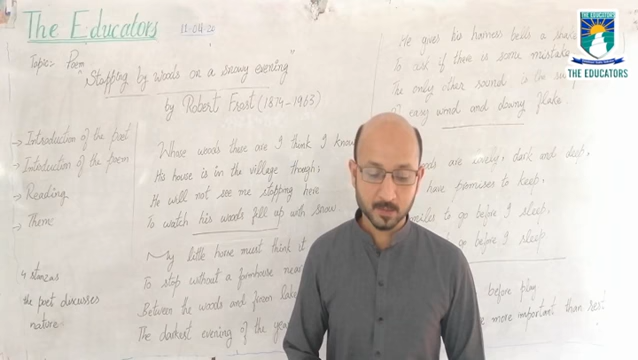 The Educators
11-04-20
Topic:- Poem
"Stapping by woods on a snowy evening"
by Robert Frost (1874-1963)
→ Introduction of the poet
→ Introduction of the poem
→ Reading
→ Theme
4 stanzas
the poet discusses
nature
Whose woods these are I think I know
His house is in the village though;
He will not see me stopping here
To watch his woods fill up with snow
My little horse must think it
To stop without a farmhouse near
Between the woods and frozen lake
The darkest evening of the year
He gives his harness bells a shake
To ask if there is some mistake
The only other sound is the
Of easy wind and downy flake
woods are lovely, dark and deep,
have promises to keep,
miles to go before I sleep,
go before I sleep
before play
more important than
THE EDUCATORS
THE EDUCATORS